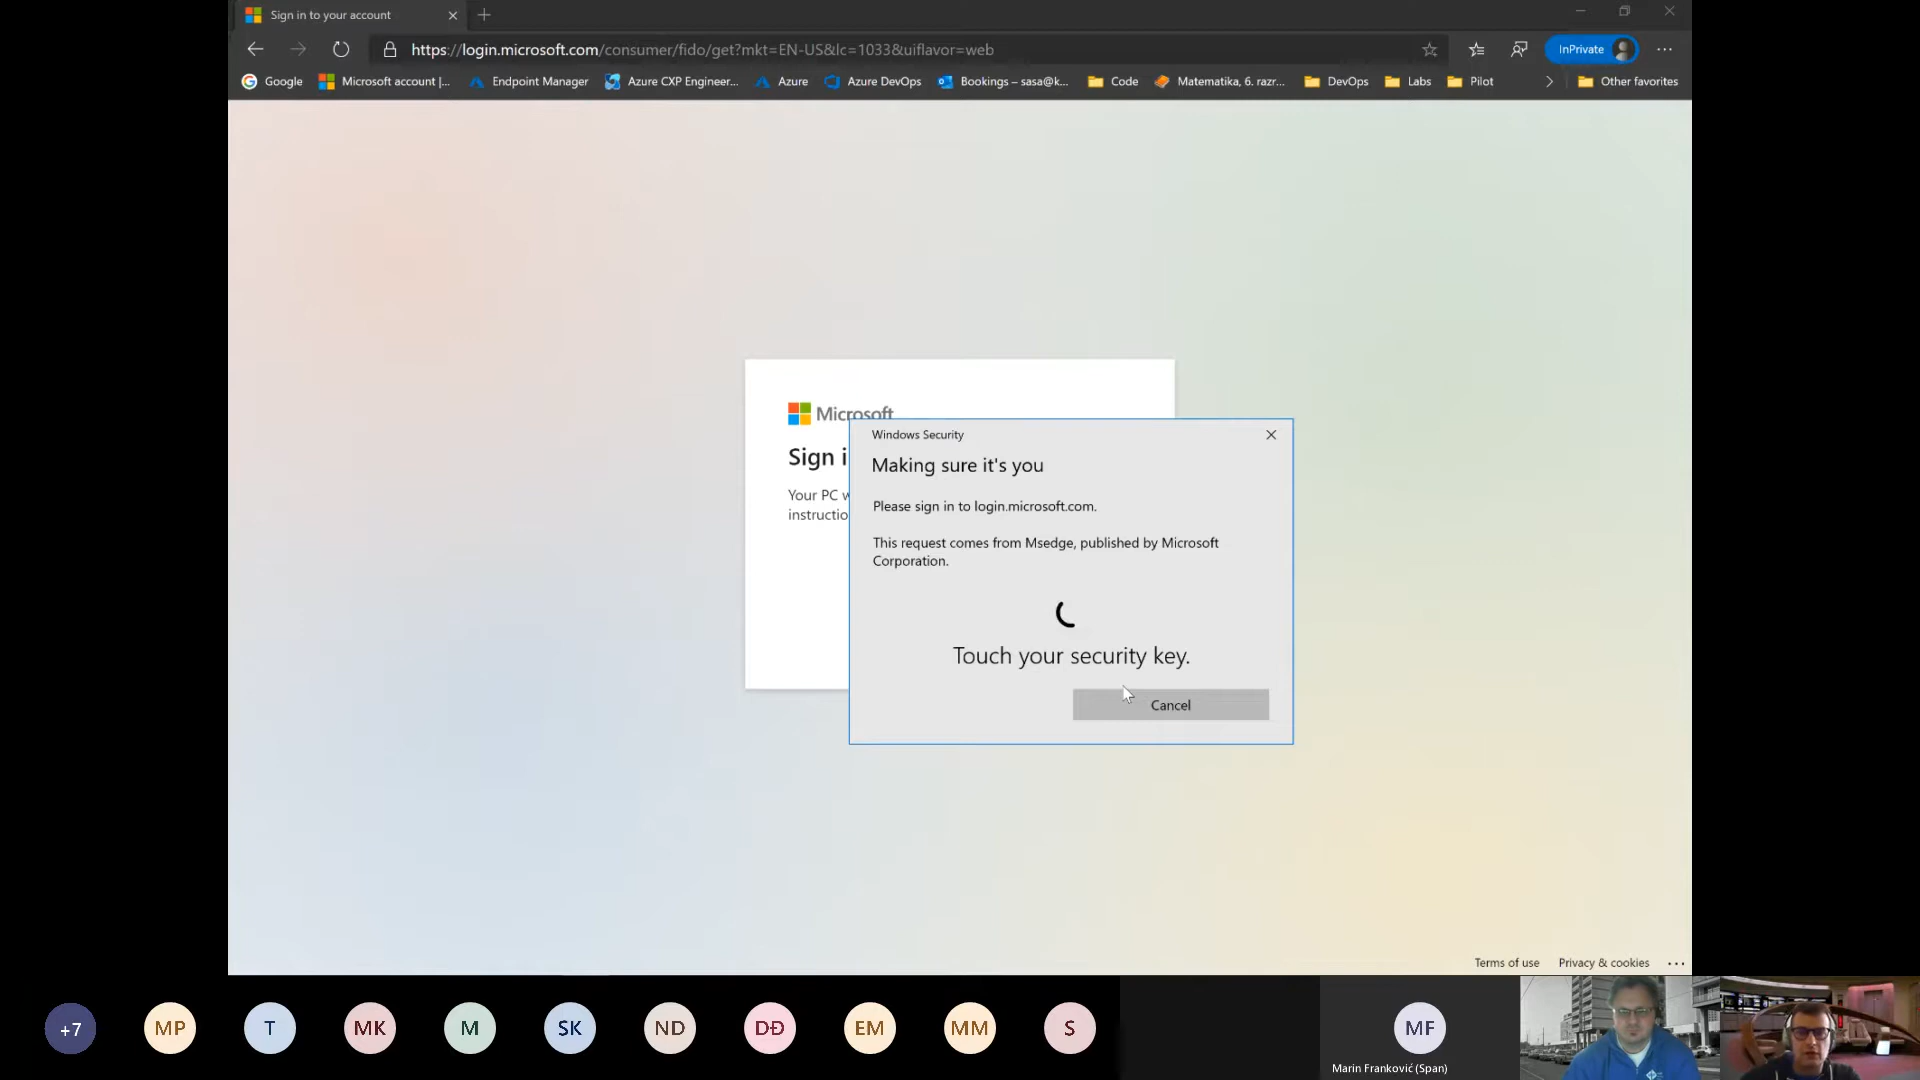 Sign in to your account
https://login.microsoft.com/consumer/fido/get?mkt=EN-US&lc=1033&uiflavor=web
InPrivate
Google
Microsoft account |...
Endpoint Manager
Azure CXP Engineer...
Azure
Azure DevOps
Bookings – sasa@k...
Code
Matematika, 6. razr...
DevOps
Labs
Pilot
Other favorites
Microsoft
Sign i
Your PC w
instructio
Windows Security
Making sure it's you
Please sign in to login.microsoft.com.
This request comes from Msedge, published by Microsoft
Corporation.
Touch your security key.
Cancel
Terms of use
Privacy & cookies
+7
MP
T
MK
M
SK
ND
DĐ
EM
MM
S
MF
Marin Franković (Span)